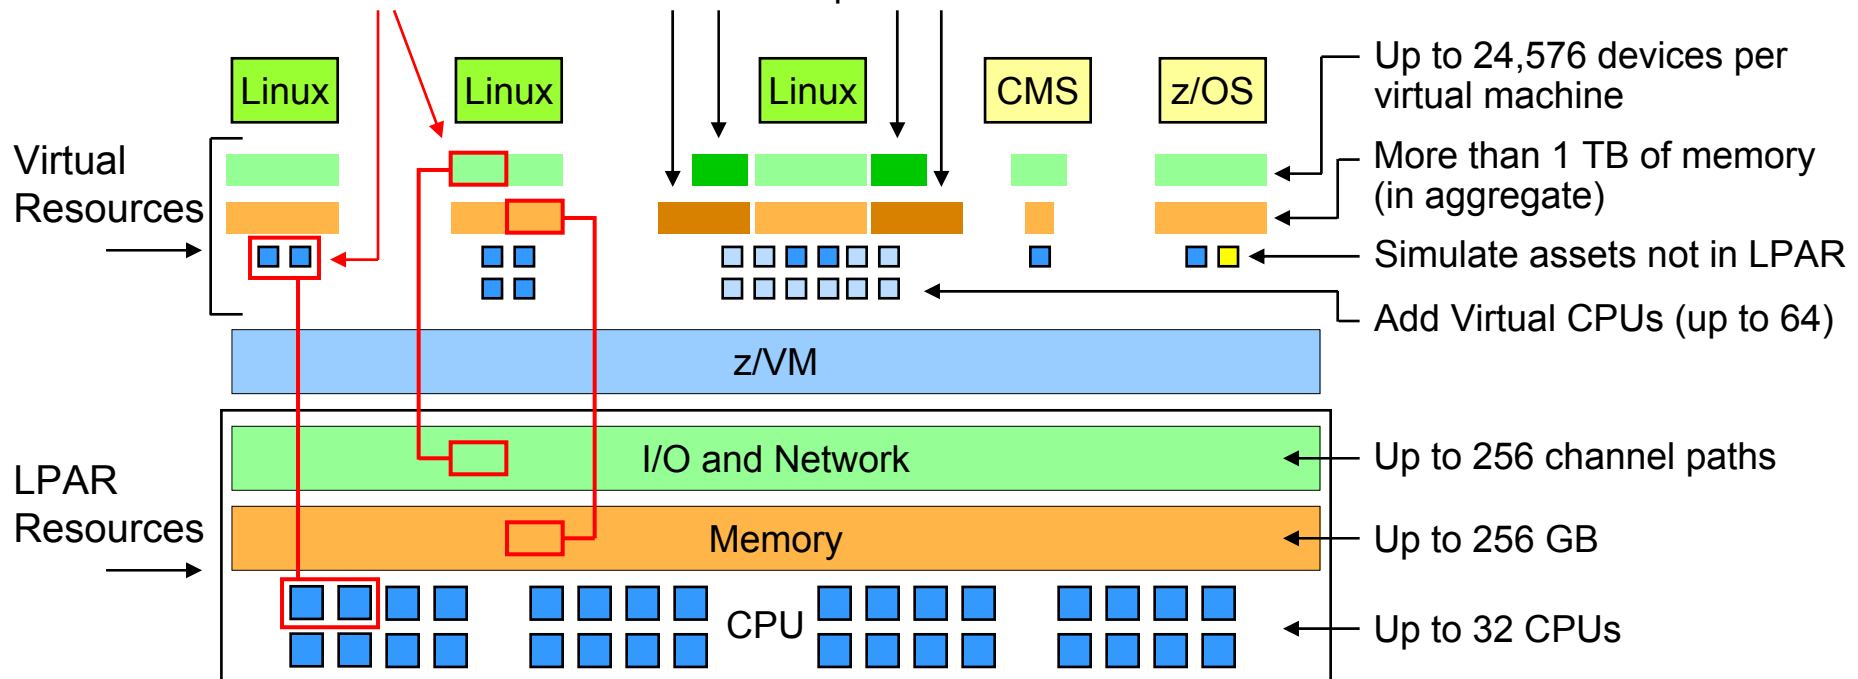 Linux
Linux
Linux
CMS
z/OS
Up to 24,576 devices per
virtual machine
Virtual
Resources
More than 1 TB of memory
(in aggregate)
Simulate assets not in LPAR
Add Virtual CPUs (up to 64)
z/VM
I/O and Network
Up to 256 channel paths
LPAR
Resources
Memory
Up to 256 GB
CPU
Up to 32 CPUs